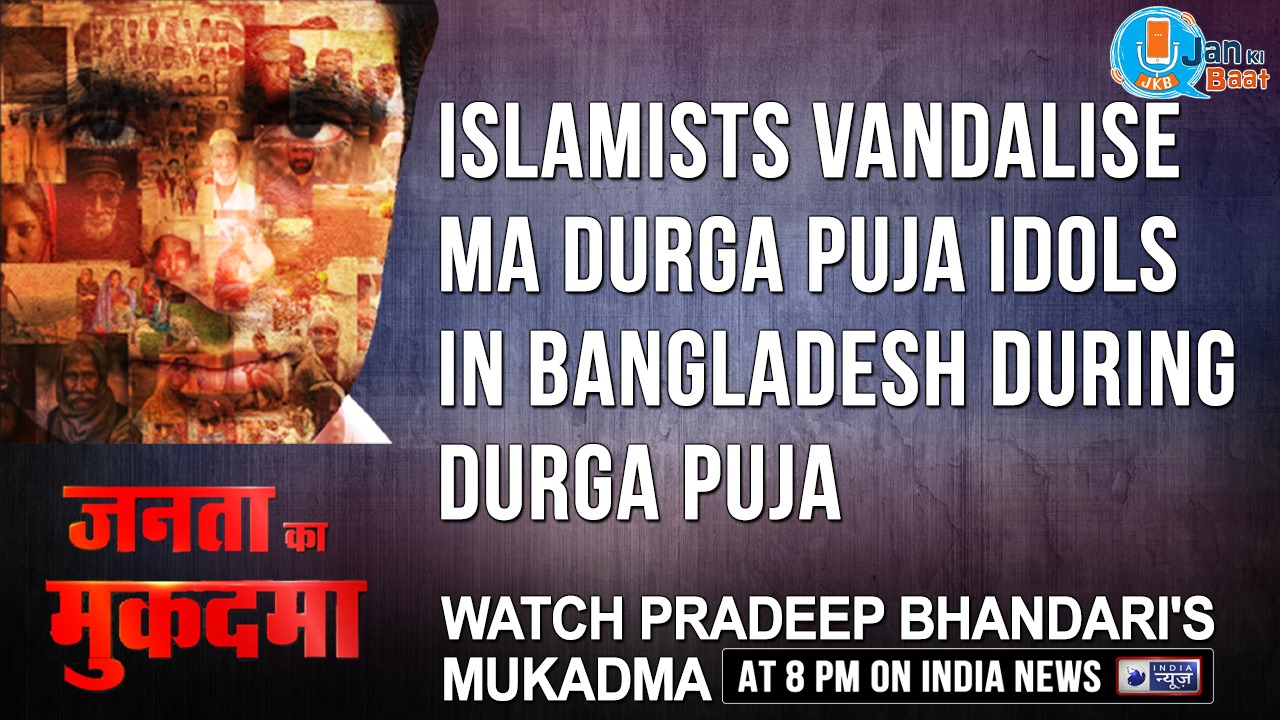 Jan Ki
Baat
JKB
ISLAMISTS VANDALISE
MA DURGA PUJA IDOLS
IN BANGLADESH DURING
DURGA PUJA
जनता का
मुकदमा
WATCH PRADEEP BHANDARI'S
MUKADMA AT 8 PM ON INDIA NEWS
INDIA
न्यूज़